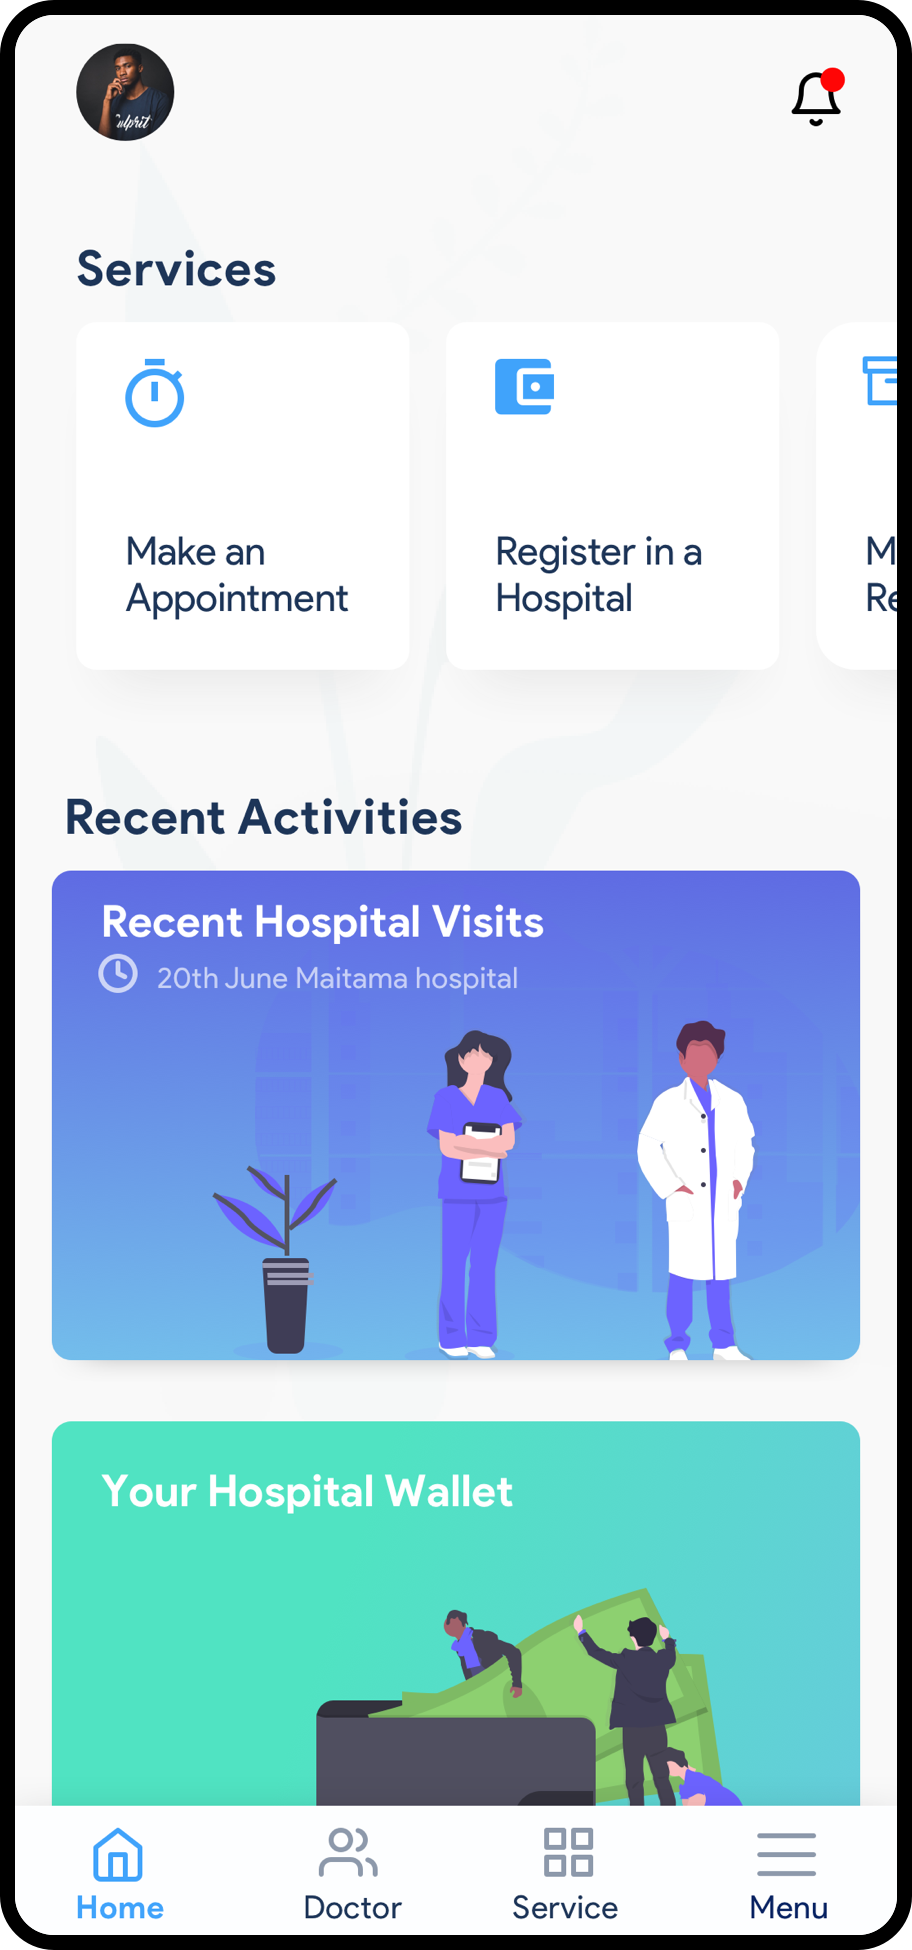 Culprit
Services
Make an
Appointment
Register in a
Hospital
M
Re
Recent Activities
Recent Hospital Visits
20th June Maitama hospital
Your Hospital Wallet
Home
Doctor
Service
Menu